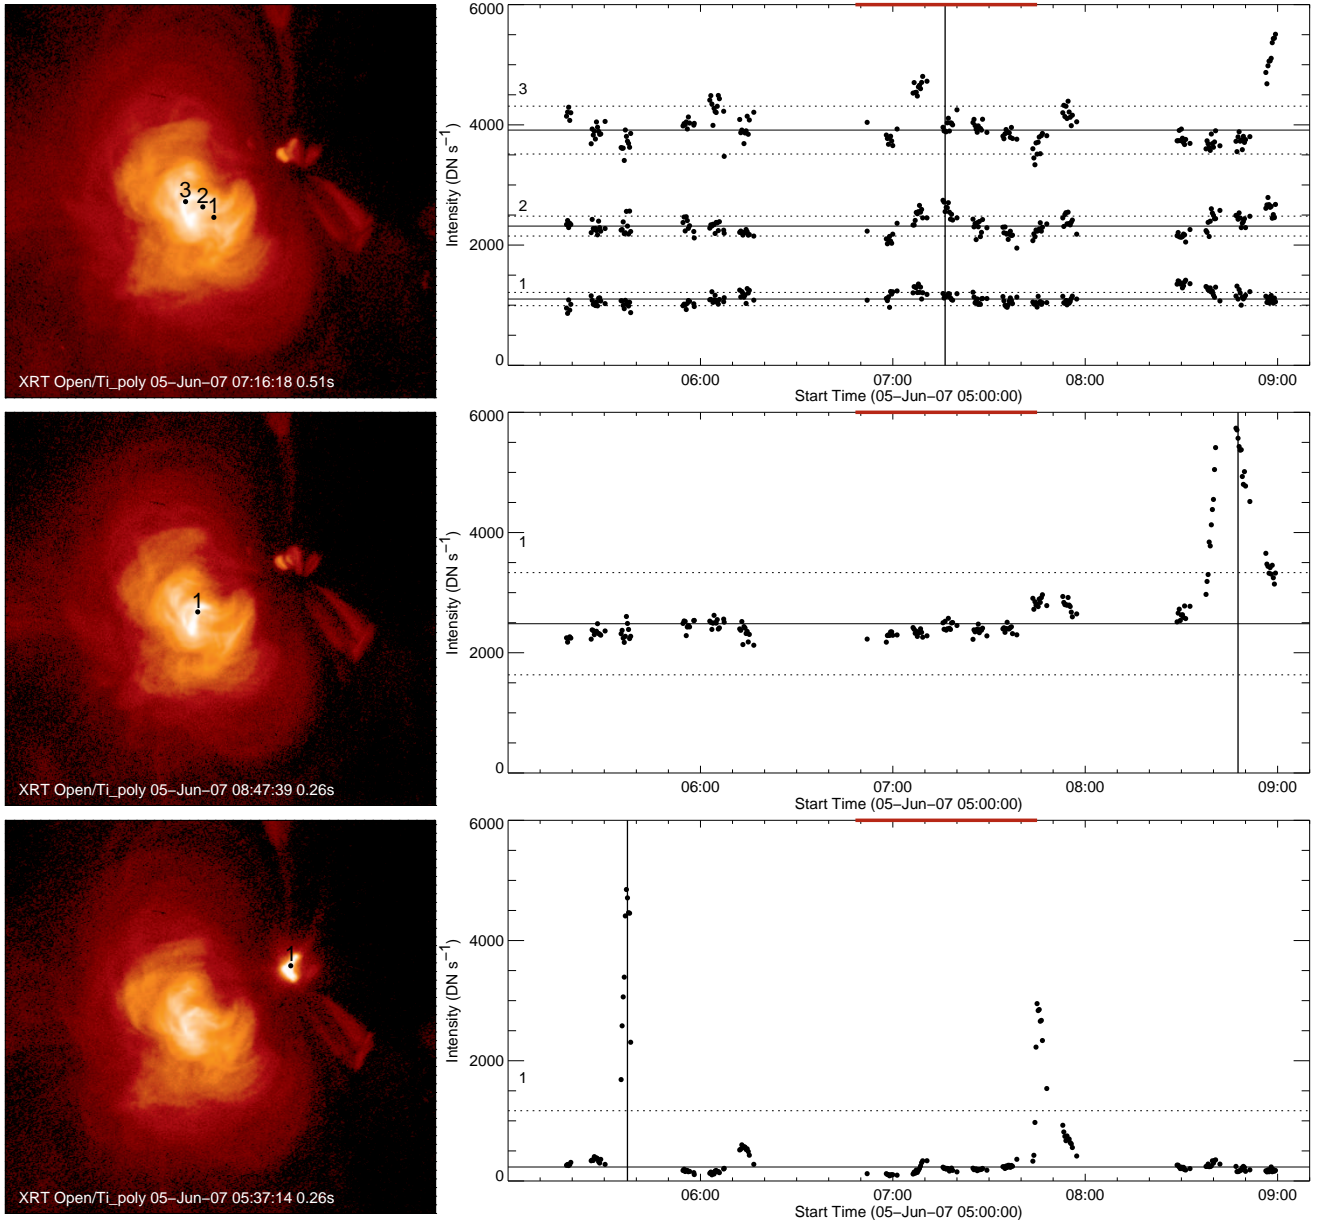 3
2
1
XRT Open/Ti_poly 05-Jun-07 07:16:18 0.51s
6000
4000
2000
0
Intensity (DN s⁻¹)
3
2
1
06:00 07:00 08:00 09:00
Start Time (05-Jun-07 05:00:00)
1
XRT Open/Ti_poly 05-Jun-07 08:47:39 0.26s
6000
4000
2000
0
Intensity (DN s⁻¹)
1
06:00 07:00 08:00 09:00
Start Time (05-Jun-07 05:00:00)
1
XRT Open/Ti_poly 05-Jun-07 05:37:14 0.26s
6000
4000
2000
0
Intensity (DN s⁻¹)
1
06:00 07:00 08:00 09:00
Start Time (05-Jun-07 05:00:00)